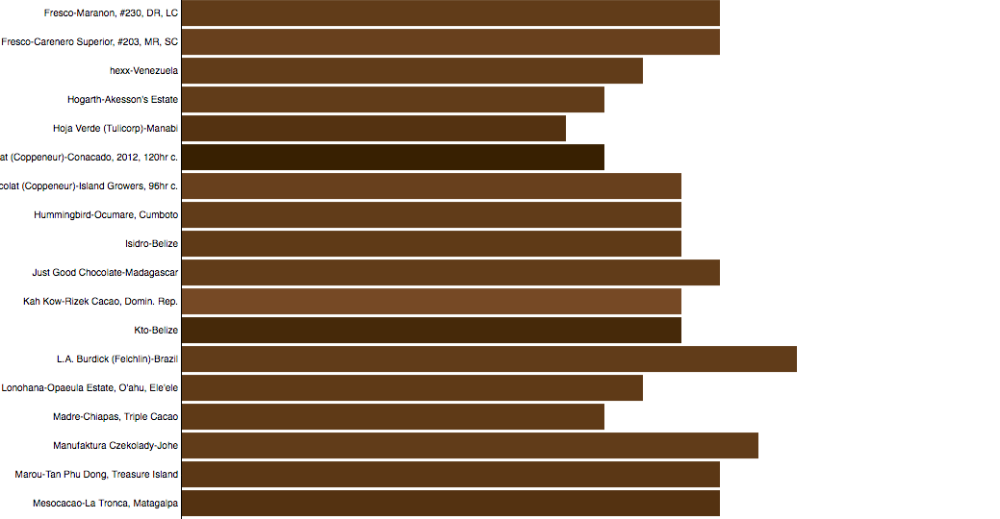 Fresco-Maranon, #230, DR, LC
Fresco-Carenero Superior, #203, MR, SC
hexx-Venezuela
Hogarth-Akesson's Estate
Hoja Verde (Tulicorp)-Manabi
at (Coppeneur)-Conacado, 2012, 120hr c.
colat (Coppeneur)-Island Growers, 96hr c.
Hummingbird-Ocumare, Cumboto
Isidro-Belize
Just Good Chocolate-Madagascar
Kah Kow-Rizek Cacao, Domin. Rep.
Kto-Belize
L.A. Burdick (Felchlin)-Brazil
Lonohana-Opaeula Estate, O'ahu, Ele'ele
Madre-Chiapas, Triple Cacao
Manufaktura Czekolady-Johe
Marou-Tan Phu Dong, Treasure Island
Mesocacao-La Tronca, Matagalpa